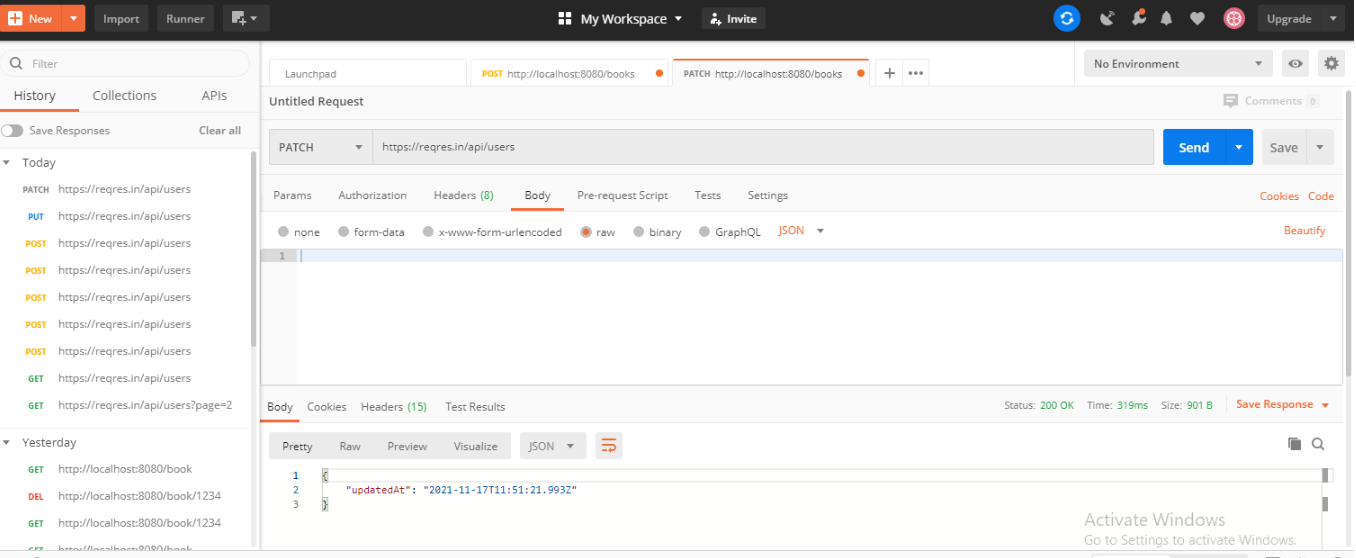 New Import Runner My Workspace Invite Upgrade
Filter
History Collections APIs
Save Responses Clear all
Today
PATCH https://reqres.in/api/users
PUT https://reqres.in/api/users
POST https://reqres.in/api/users
POST https://reqres.in/api/users
POST https://reqres.in/api/users
POST https://reqres.in/api/users
POST https://reqres.in/api/users
GET https://reqres.in/api/users
GET https://reqres.in/api/users?page=2
Yesterday
GET http://localhost:8080/book
DEL http://localhost:8080/book/1234
GET http://localhost:8080/book/1234
GET http://localhost:8080/book
Launchpad POST http://localhost:8080/books PATCH http://localhost:8080/books No Environment
Untitled Request Comments 0
PATCH https://reqres.in/api/users Send Save
Params Authorization Headers (8) Body Pre-request Script Tests Settings Cookies Code
none form-data x-www-form-urlencoded raw binary GraphQL JSON Beautify
1
Body Cookies Headers (15) Test Results Status: 200 OK Time: 319ms Size: 901 B Save Response
Pretty Raw Preview Visualize JSON
1 {
2 "updatedAt": "2021-11-17T11:51:21.993Z"
3 }
Activate Windows
Go to Settings to activate Windows.